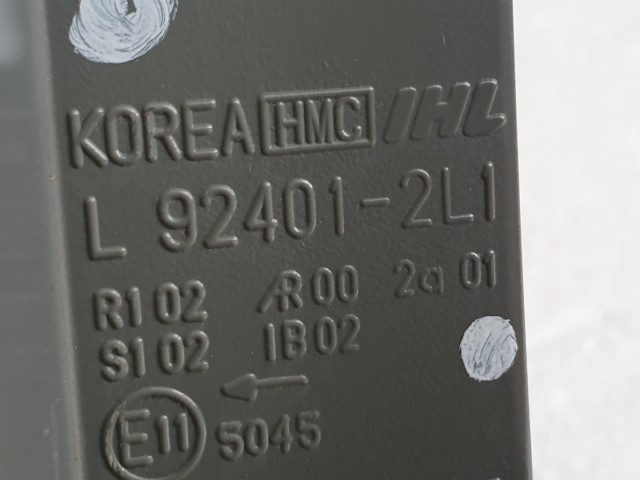 KOREA HMC IHL
L 92401-2L1
R1 02 AR 00 2a 01
S1 02 IB 02
E11 ← 5045